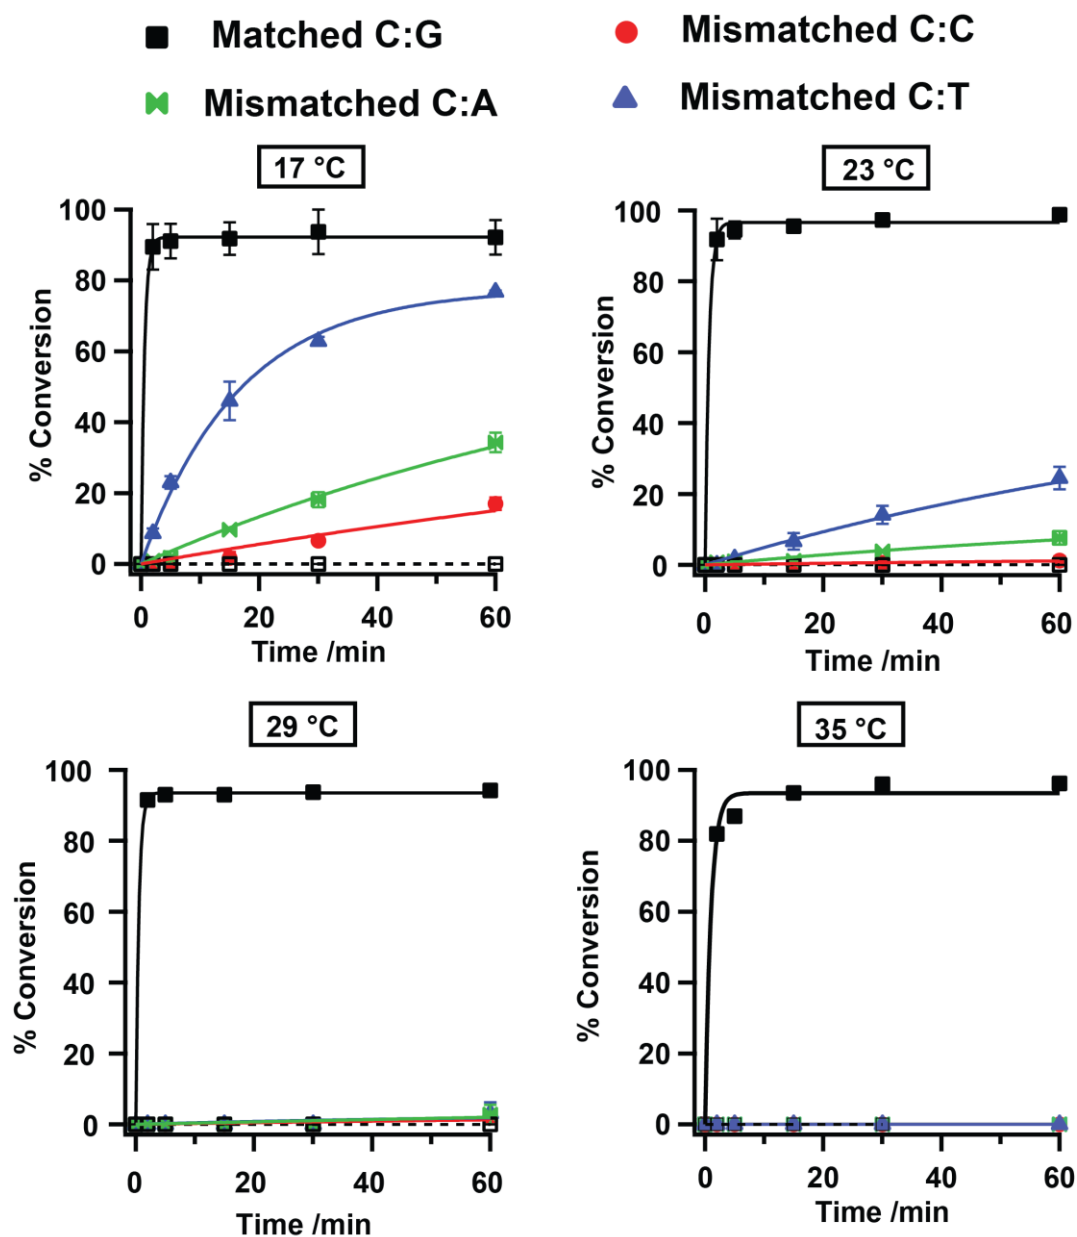 Matched C:G
Mismatched C:C
Mismatched C:A
Mismatched C:T
17 °C
% Conversion
100
80
60
40
20
0
0 20 40 60
Time /min
23 °C
% Conversion
100
80
60
40
20
0
0 20 40 60
Time /min
29 °C
% Conversion
100
80
60
40
20
0
0 20 40 60
Time /min
35 °C
% Conversion
100
80
60
40
20
0
0 20 40 60
Time /min